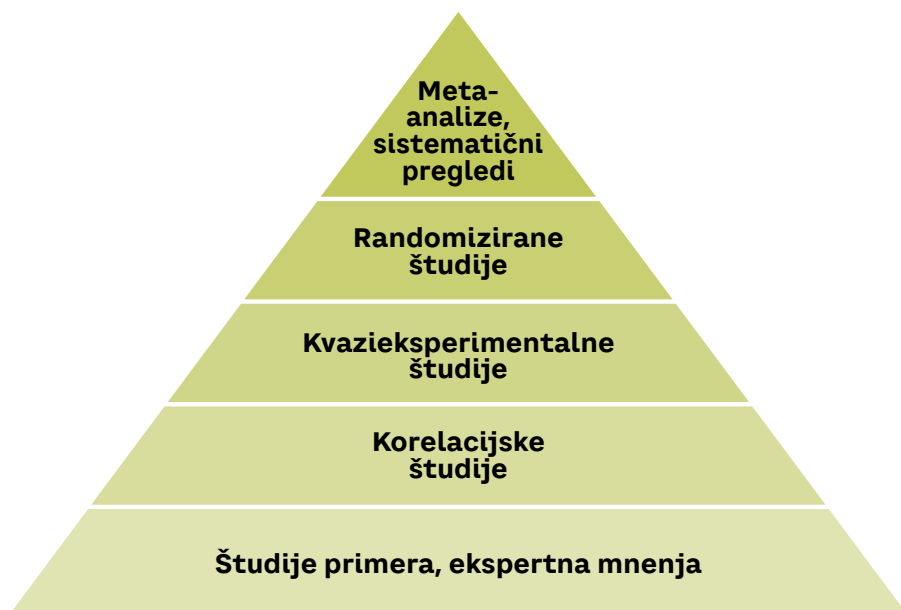 Meta-
analize,
sistematični
pregledi
Randomizirane
študije
Kvazieksperimentalne
študije
Korelacijske
študije
Študije primera, ekspertna mnenja